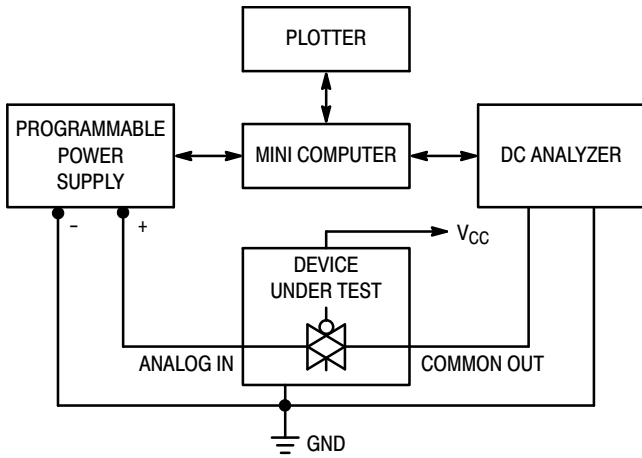 PLOTTER
PROGRAMMABLE
POWER
SUPPLY
MINI COMPUTER
DC ANALYZER
– +
VCC
DEVICE
UNDER TEST
ANALOG IN
COMMON OUT
GND